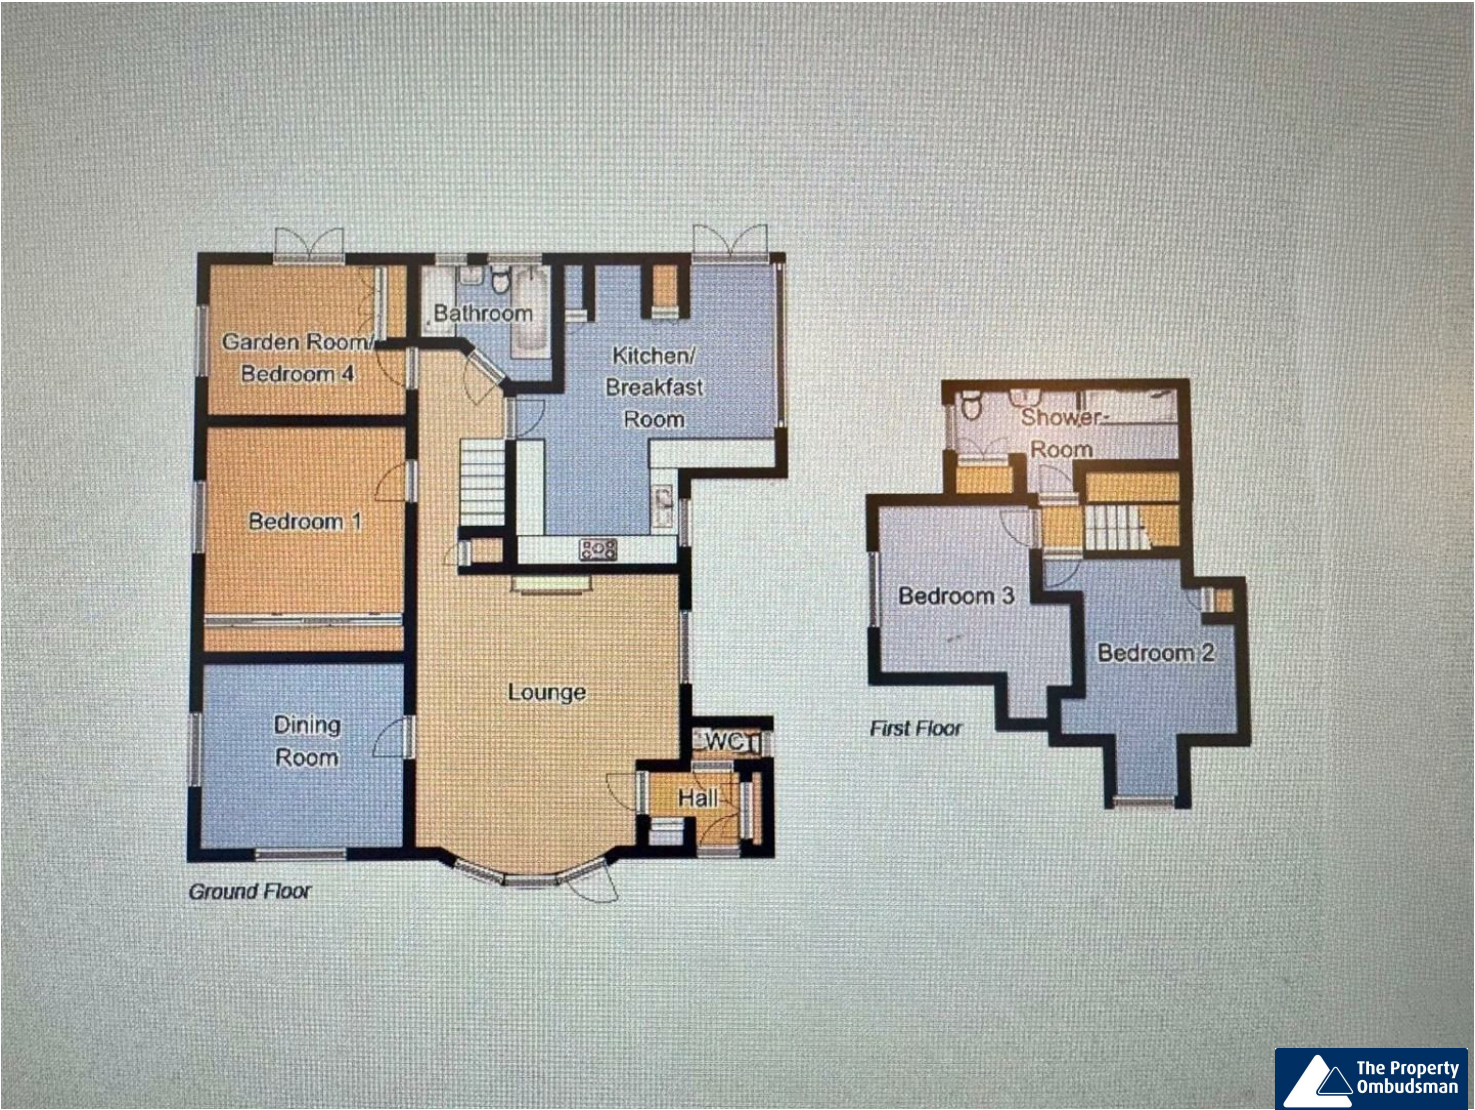 Garden Room/
Bedroom 4
Bathroom
Kitchen/
Breakfast
Room
Bedroom 1
Dining
Room
Lounge
WC
Hall
Ground Floor
Shower
Room
Bedroom 3
Bedroom 2
First Floor
The Property
Ombudsman